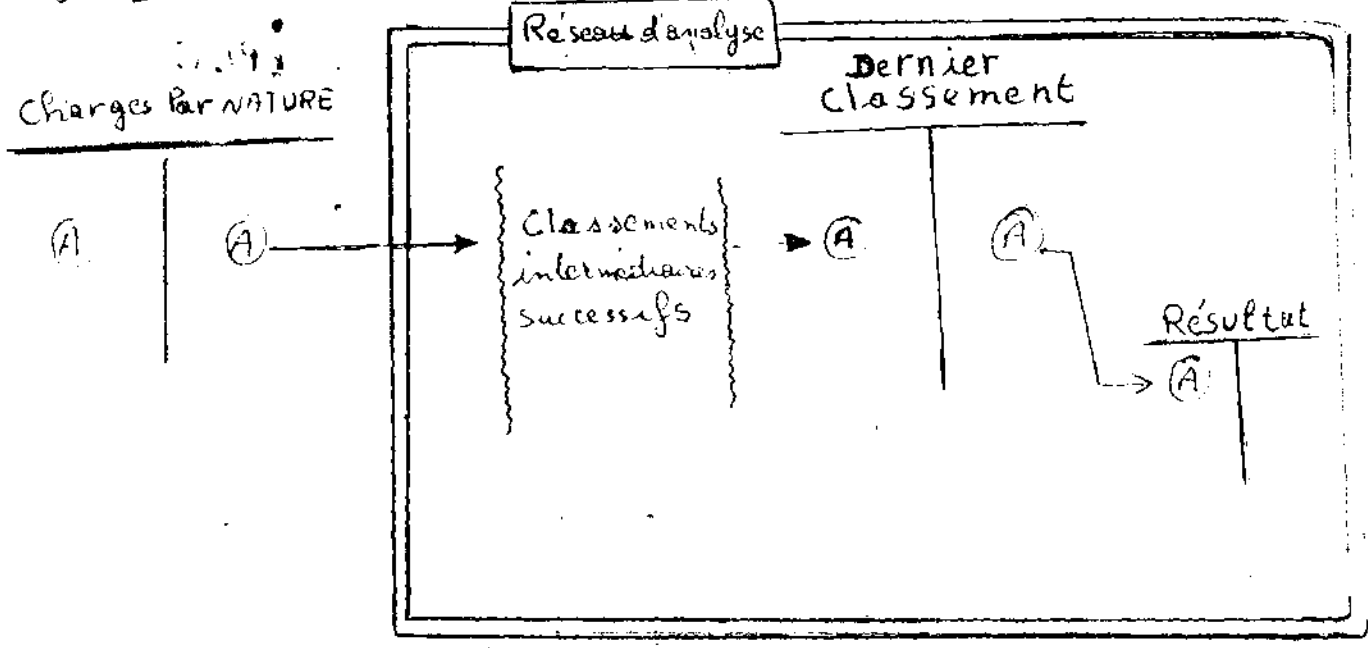 Réseau d'analyse
Charges Par NATURE
Dernier
Classement
A
A
Classements
intermédiaires
successifs
A
A
Résultat
A